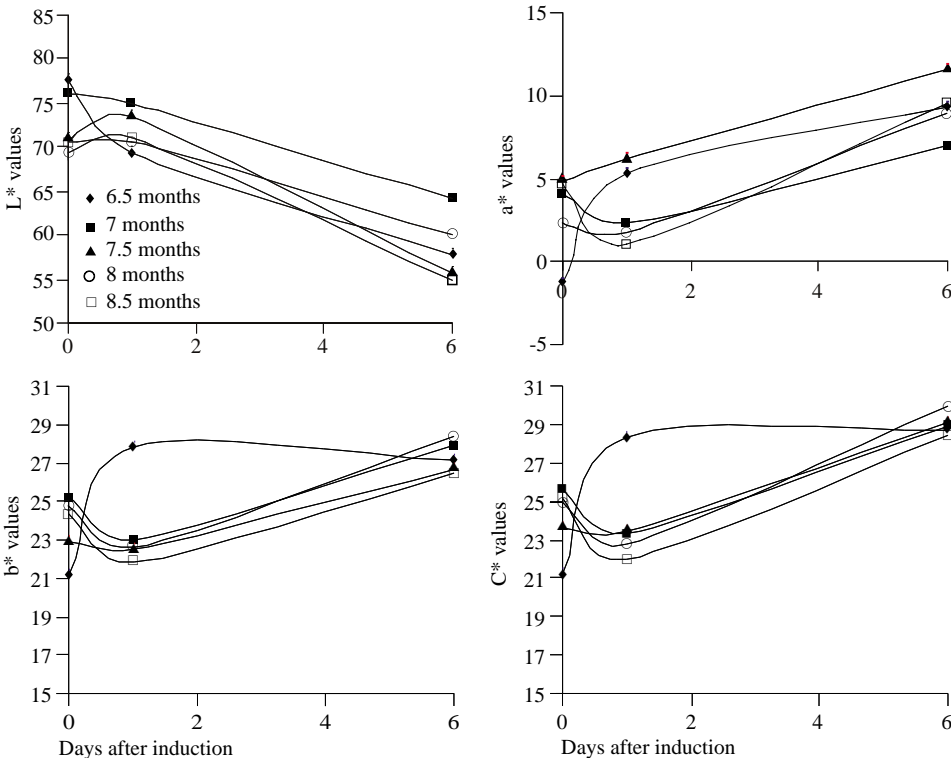 85
80
75
70
65
60
55
50
L* values
6.5 months
7 months
7.5 months
8 months
8.5 months
0 2 4 6
15
10
5
0
-5
a* values
0 2 4 6
31
29
27
25
23
21
19
17
15
b* values
0 2 4 6
Days after induction
31
29
27
25
23
21
19
17
15
C* values
0 2 4 6
Days after induction